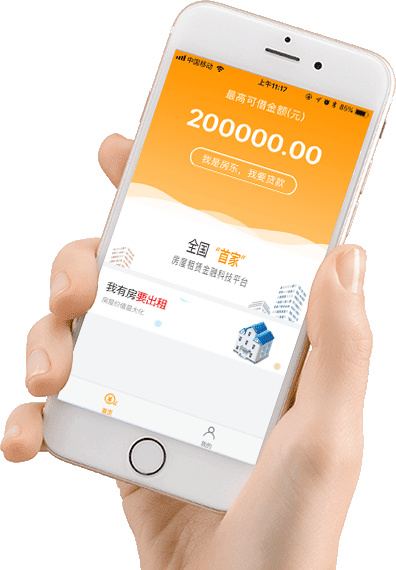 中国移动
上午11:17
86%
最高可借金额(元)
200000.00
我是房东，我要贷款
全国“首家”
房屋租赁金融科技平台
我有房要出租
房屋价值最大化
首页
我的